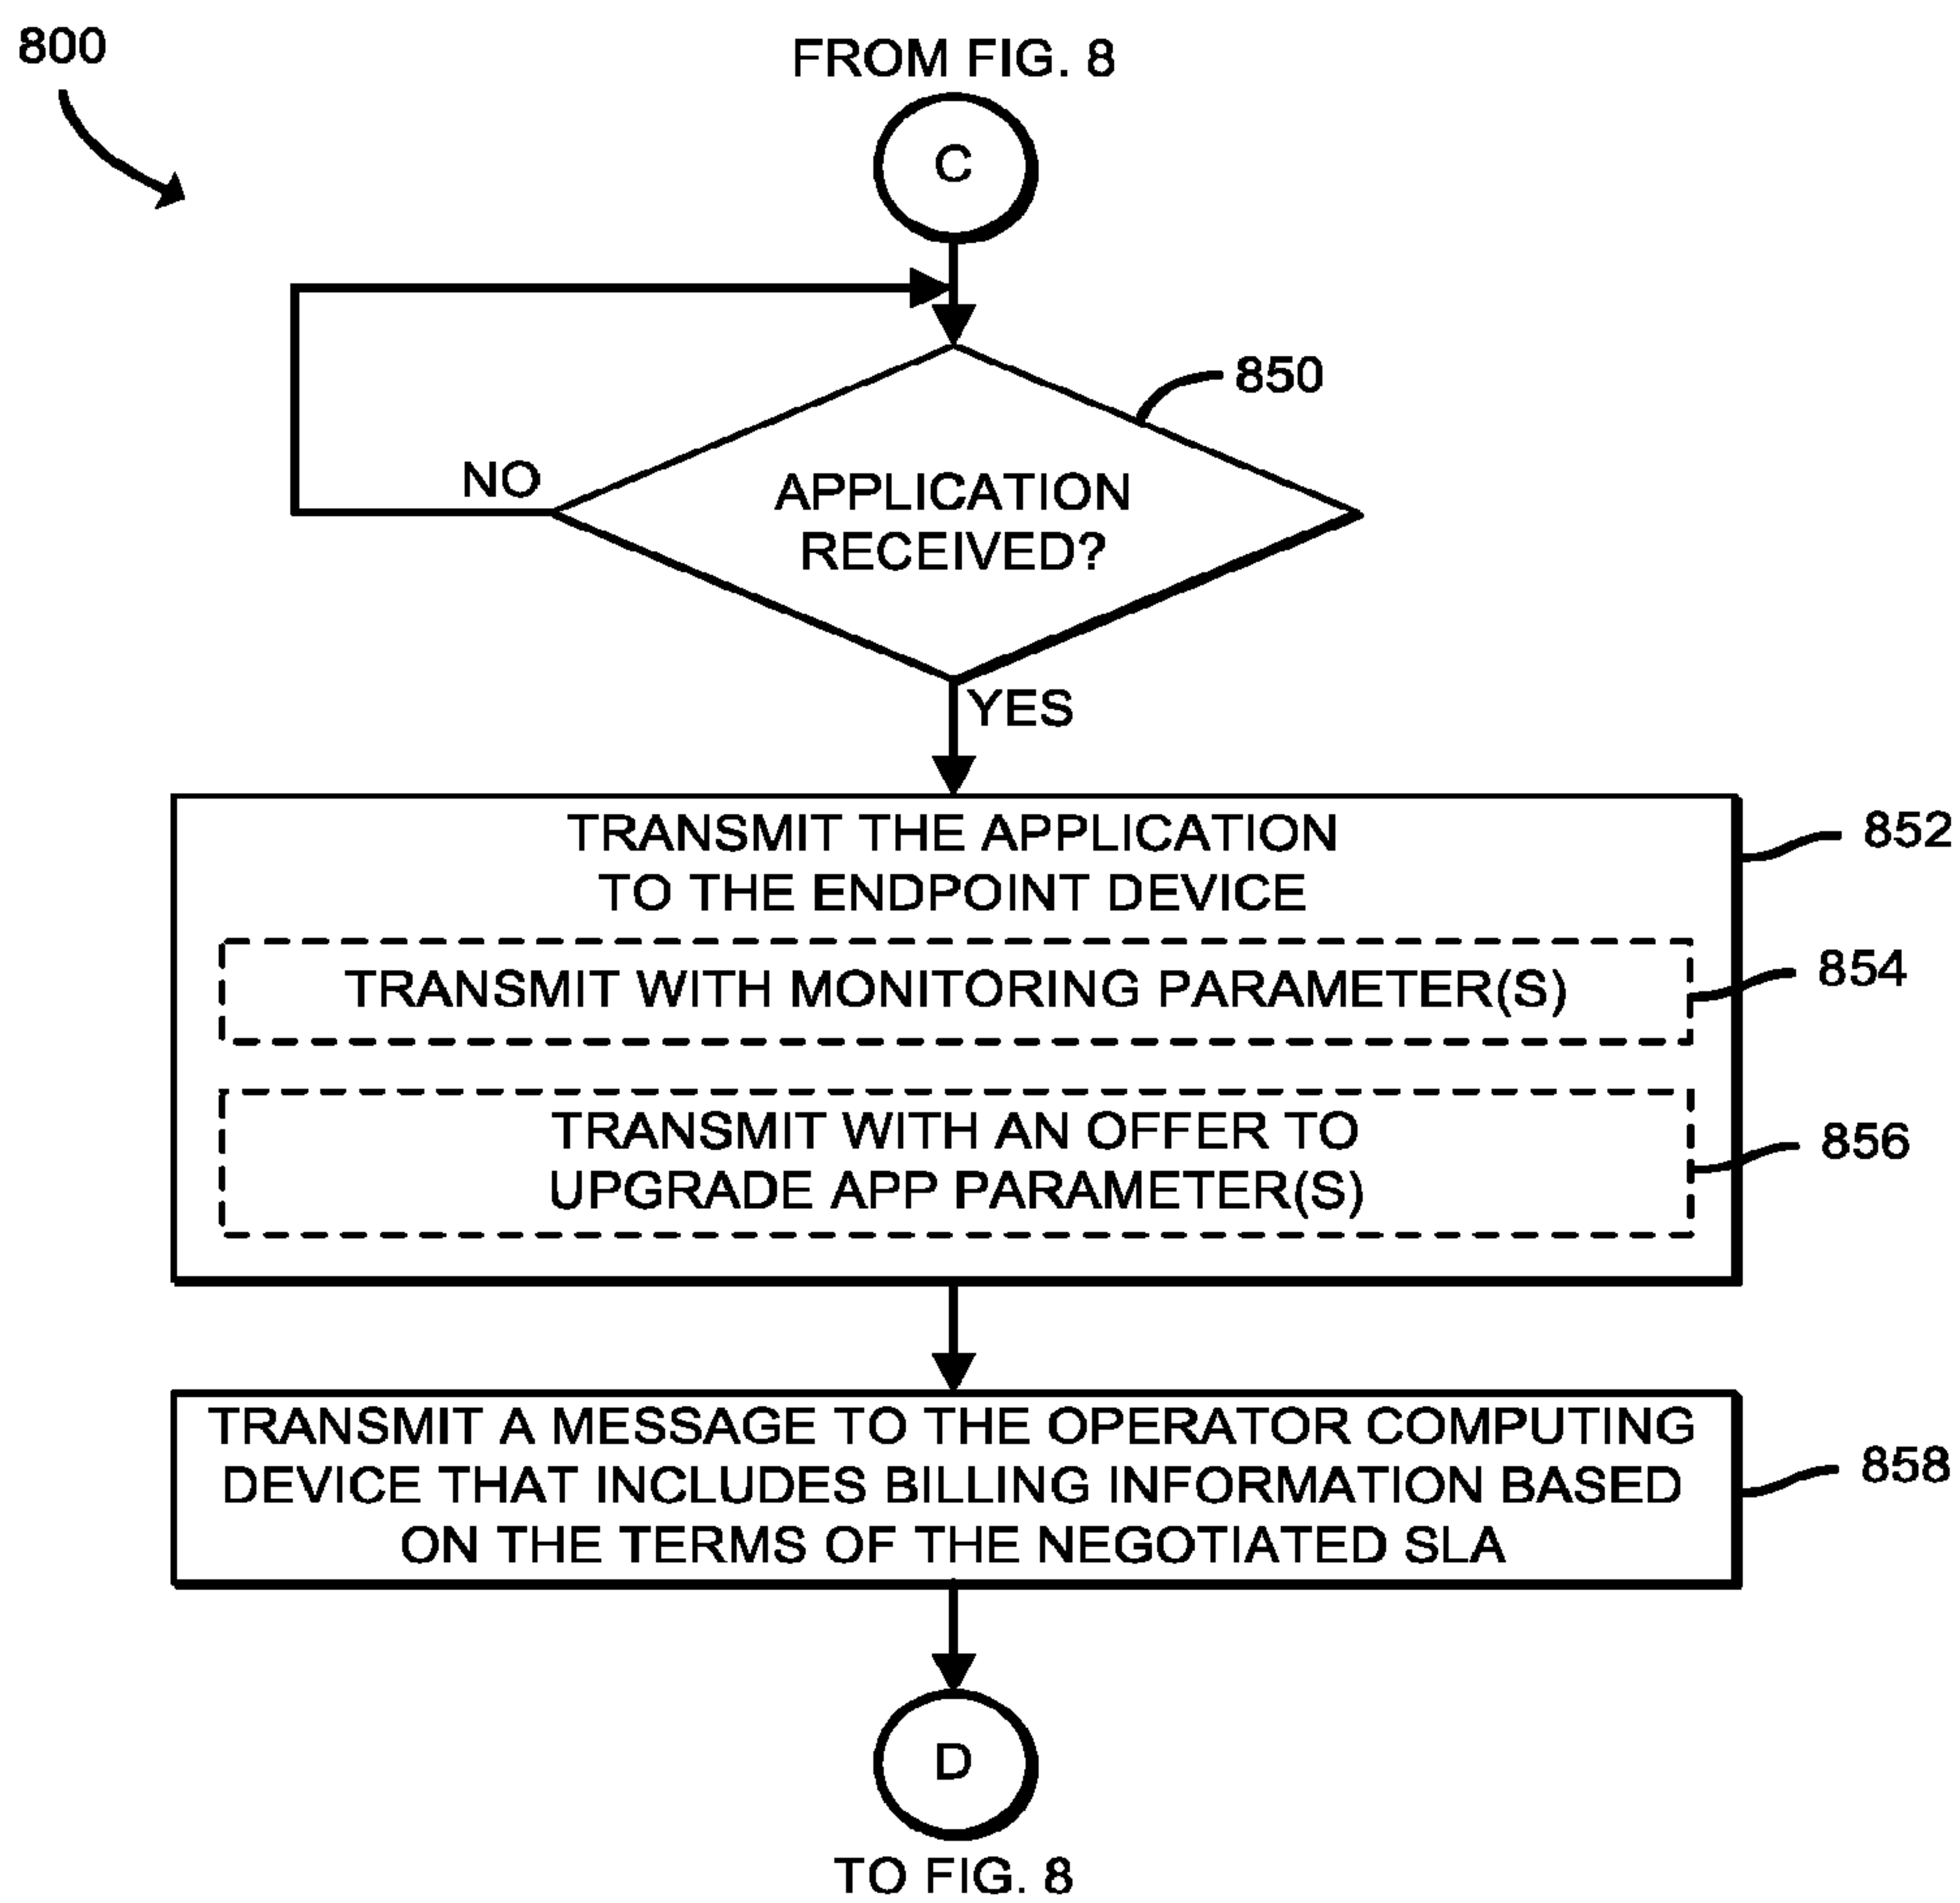 800
FROM FIG. 8
C
850
NO
APPLICATION
RECEIVED?
YES
TRANSMIT THE APPLICATION
TO THE ENDPOINT DEVICE
852
TRANSMIT WITH MONITORING PARAMETER(S)
854
TRANSMIT WITH AN OFFER TO
UPGRADE APP PARAMETER(S)
856
TRANSMIT A MESSAGE TO THE OPERATOR COMPUTING
DEVICE THAT INCLUDES BILLING INFORMATION BASED
ON THE TERMS OF THE NEGOTIATED SLA
858
D
TO FIG. 8